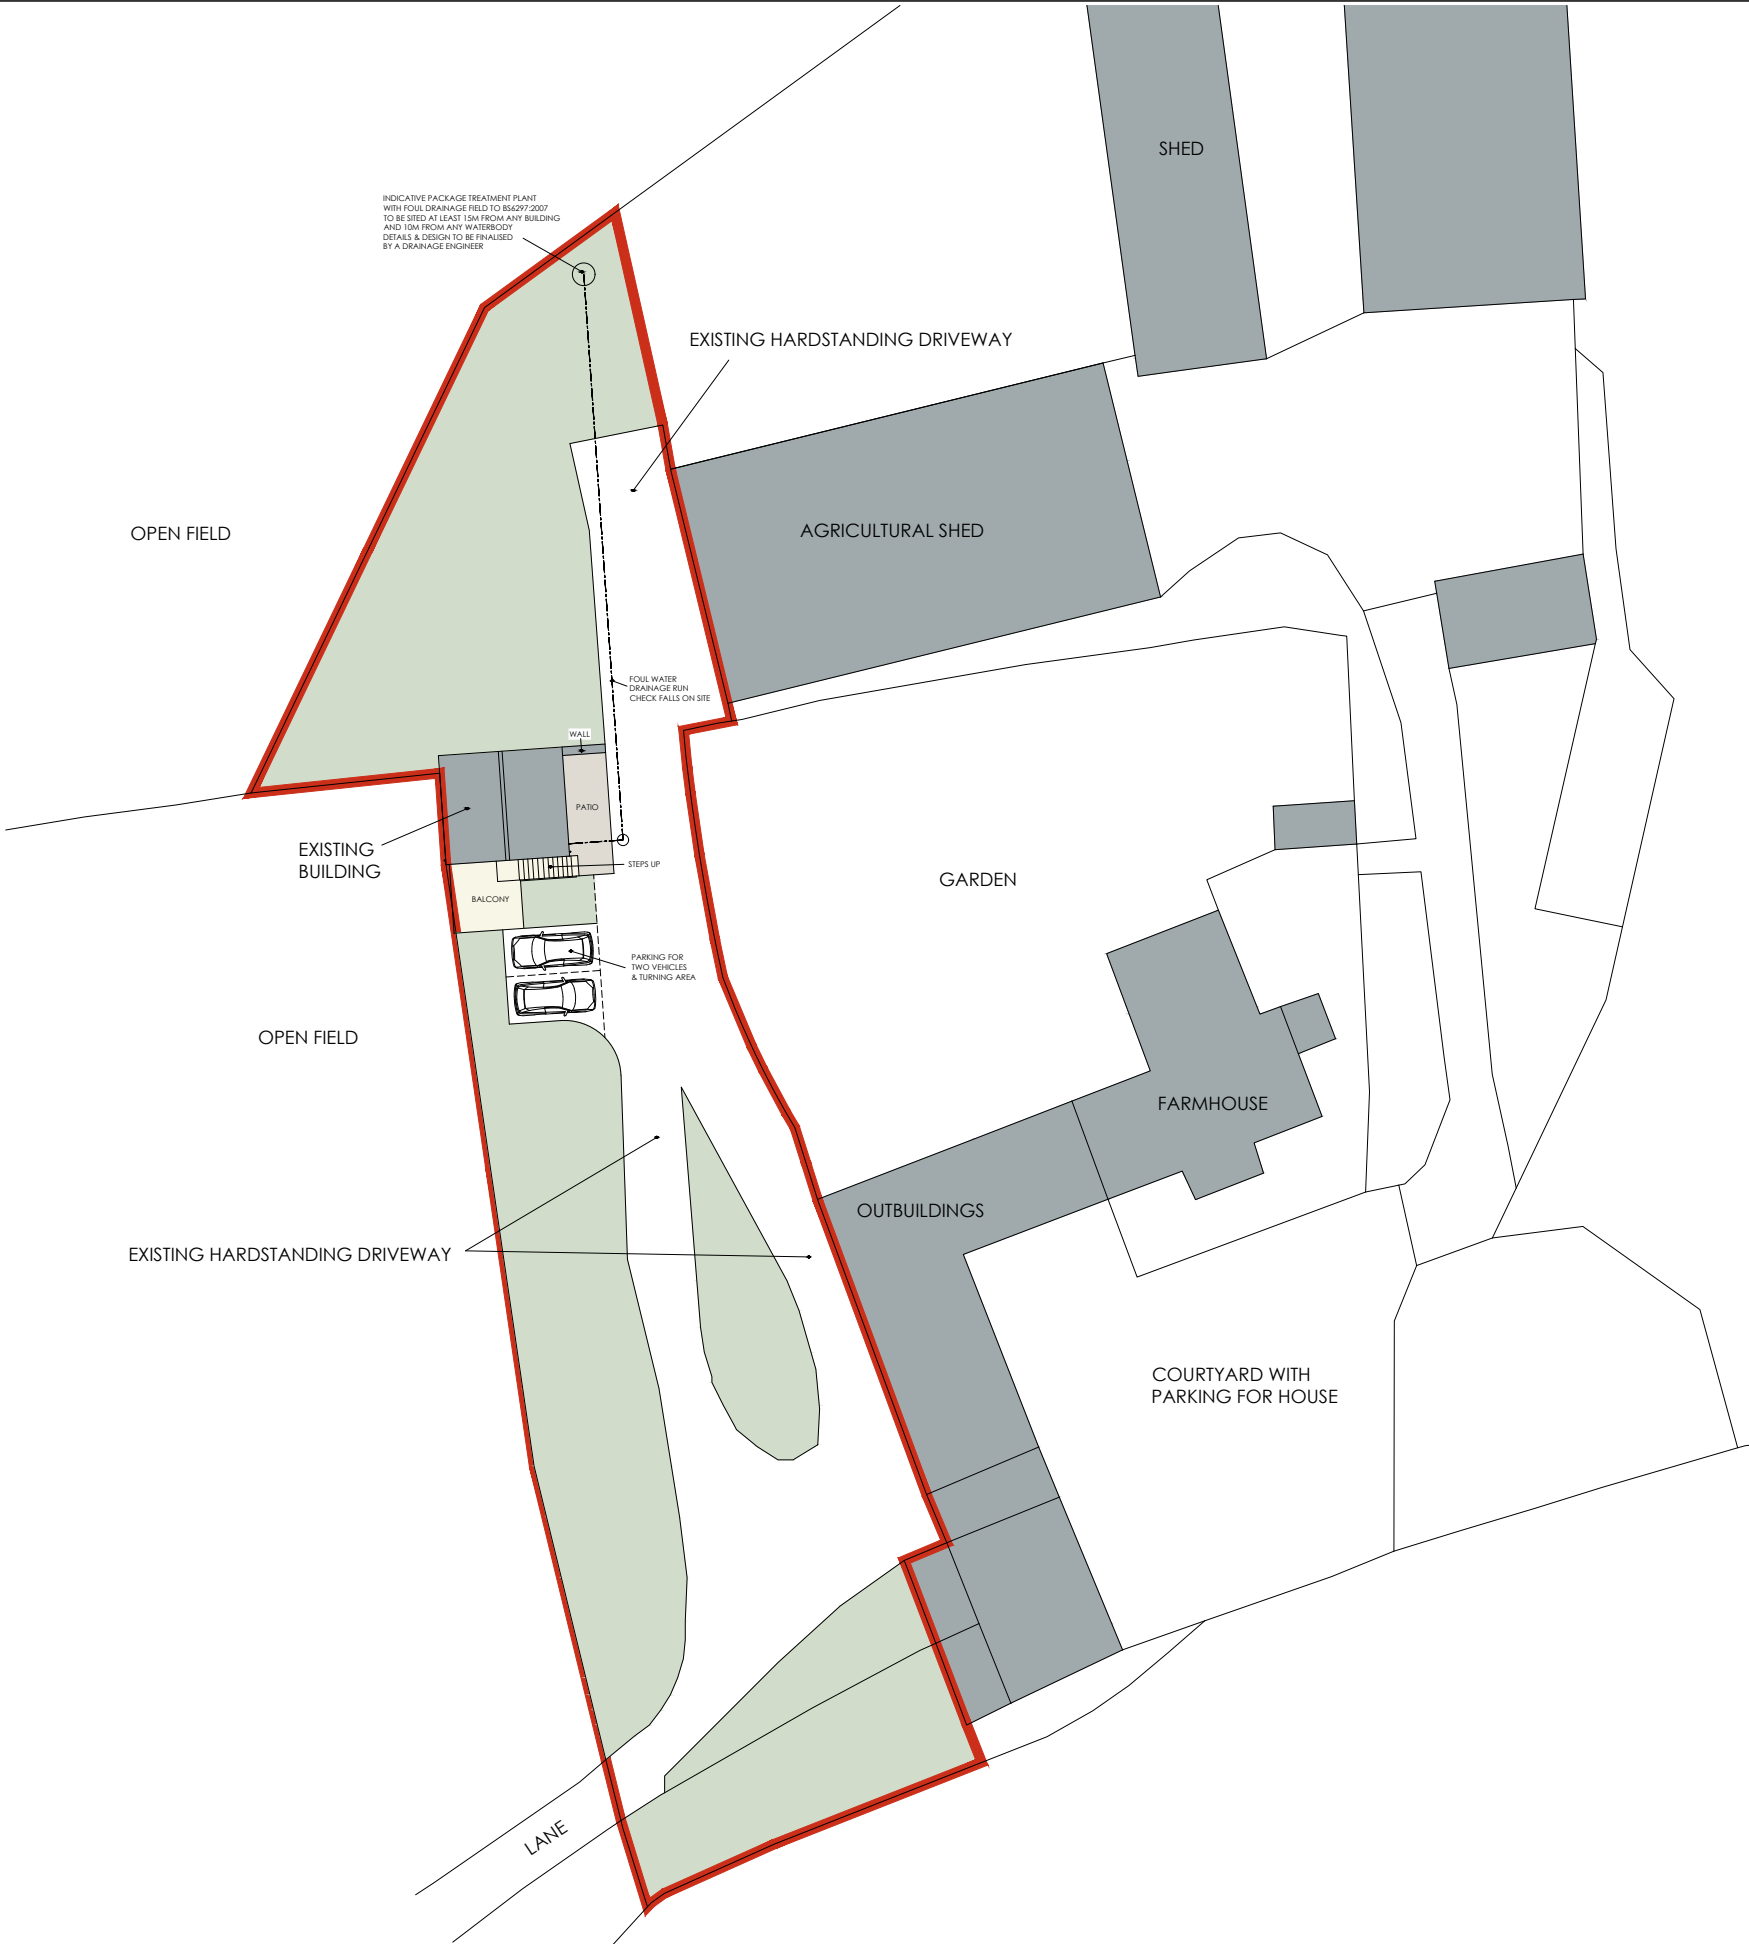 SHED
INDICATIVE PACKAGE TREATMENT PLANT
WITH FOUL DRAINAGE FIELD TO BS6297:2007
TO BE SITED AT LEAST 15M FROM ANY BUILDING
AND 10M FROM ANY WATERBODY
DETAILS & DESIGN TO BE FINALISED
BY A DRAINAGE ENGINEER
EXISTING HARDSTANDING DRIVEWAY
OPEN FIELD
AGRICULTURAL SHED
FOUL WATER
DRAINAGE RUN
CHECK FALLS ON SITE
WALL
PATIO
EXISTING
BUILDING
STEPS UP
GARDEN
BALCONY
PARKING FOR
TWO VEHICLES
& TURNING AREA
OPEN FIELD
FARMHOUSE
OUTBUILDINGS
EXISTING HARDSTANDING DRIVEWAY
COURTYARD WITH
PARKING FOR HOUSE
LANE